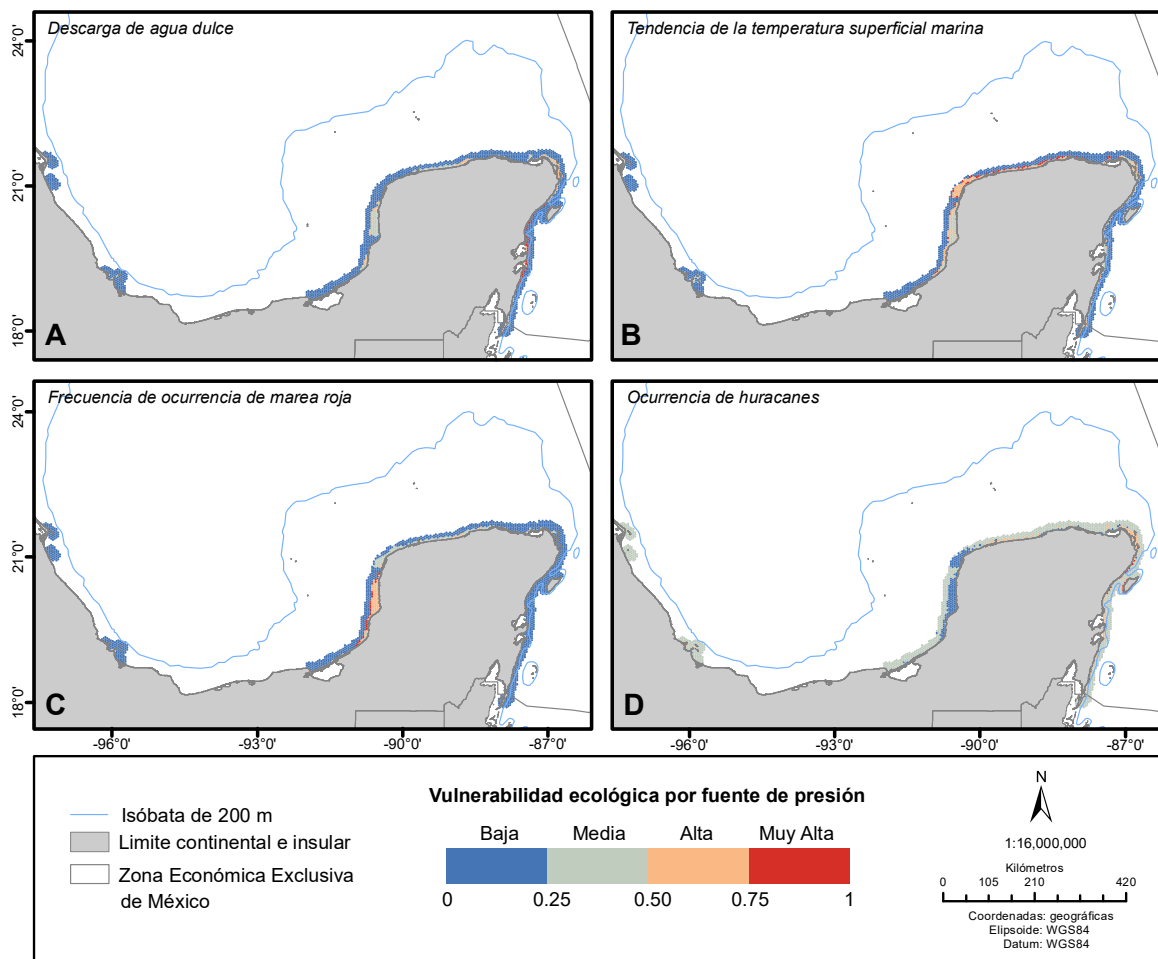 Descarga de agua dulce
Tendencia de la temperatura superficial marina
24°0'
21°0'
18°0'
A
B
Frecuencia de ocurrencia de marea roja
Ocurrencia de huracanes
24°0'
21°0'
18°0'
C
D
-96°0'
-93°0'
-90°0'
-87°0'
-96°0'
-93°0'
-90°0'
-87°0'
Isóbata de 200 m
Limite continental e insular
Zona Económica Exclusiva
de México
Vulnerabilidad ecológica por fuente de presión
Baja Media Alta Muy Alta
0 0.25 0.50 0.75 1
N
1:16,000,000
Kilómetros
0 105 210 420
Coordenadas: geográficas
Elipsoide: WGS84
Datum: WGS84